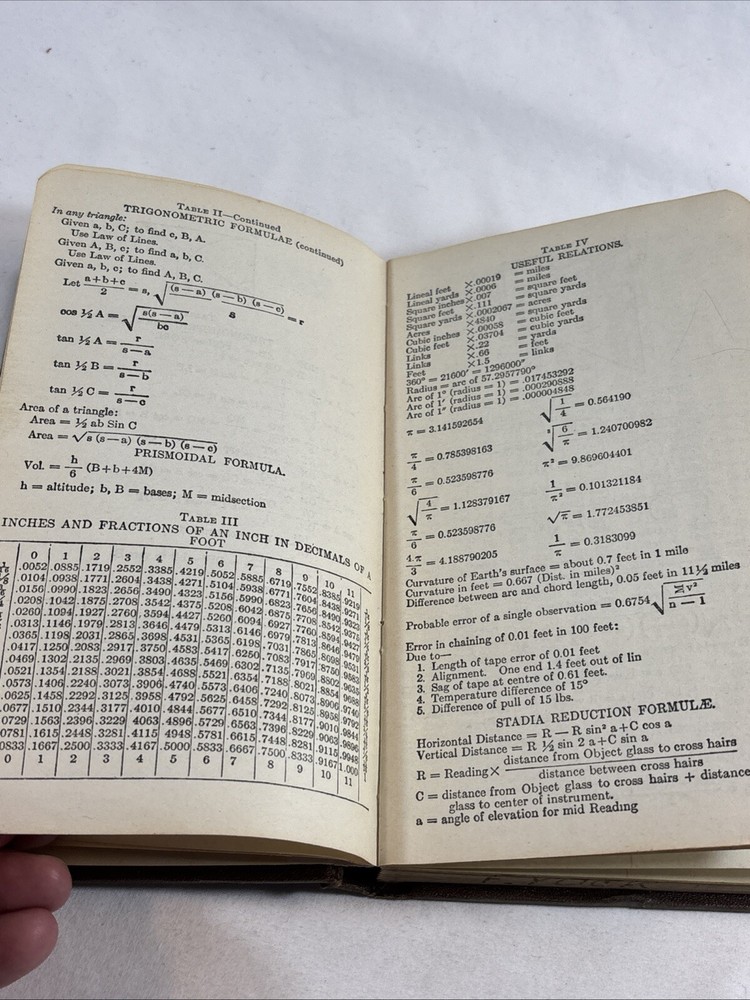 TABLE II—Continued
TRIGONOMETRIC FORMULAE (continued)
In any triangle:
Given a, b, C; to find c, B, A.
Use Law of Lines.
Given A, B, c; to find a, b, C.
Use Law of Lines.
Given a, b, c; to find A, B, C.
Let a+b+c / 2 = s, √((s—a) (s—b) (s—c) / s) = r
cos ½ A = √(s(s—a) / bc)
tan ½ A = r / s—a
tan ½ B = r / s—b
tan ½ C = r / s—c
Area of a triangle:
Area = ½ ab Sin C
Area = √s (s—a) (s—b) (s—c)
PRISMOIDAL FORMULA.
Vol. = h/6 (B+b+4M)
h = altitude; b, B = bases; M = midsection
TABLE III
INCHES AND FRACTIONS OF AN INCH IN DECIMALS OF A
FOOT
0 1 2 3 4 5 6 7 8 9 10 11
.0052 .0885 .1719 .2552 .3385 .4219 .5052 .5885 .6719 .7552 .8385 .9219
.0104 .0938 .1771 .2604 .3438 .4271 .5104 .5938 .6771 .7604 .8438 .9271
.0156 .0990 .1823 .2656 .3490 .4323 .5156 .5990 .6823 .7656 .8490 .9323
.0208 .1042 .1875 .2708 .3542 .4375 .5208 .6042 .6875 .7708 .8542 .9375
.0260 .1094 .1927 .2760 .3594 .4427 .5260 .6094 .6927 .7760 .8594 .9427
.0313 .1146 .1979 .2813 .3646 .4479 .5313 .6146 .6979 .7813 .8646 .9479
.0365 .1198 .2031 .2865 .3698 .4531 .5365 .6198 .7031 .7865 .8698 .9531
.0417 .1250 .2083 .2917 .3750 .4583 .5417 .6250 .7083 .7917 .8750 .9583
.0469 .1302 .2135 .2969 .3803 .4635 .5469 .6302 .7135 .7969 .8802 .9635
.0521 .1354 .2188 .3021 .3854 .4688 .5521 .6354 .7188 .8021 .8854 .9688
.0573 .1406 .2240 .3073 .3906 .4740 .5573 .6406 .7240 .8073 .8906 .9740
.0625 .1458 .2292 .3125 .3958 .4792 .5625 .6458 .7292 .8125 .8958 .9792
.0677 .1510 .2344 .3177 .4010 .4844 .5677 .6510 .7344 .8177 .9010 .9844
.0729 .1563 .2396 .3229 .4063 .4896 .5729 .6563 .7396 .8229 .9063 .9896
.0781 .1615 .2448 .3281 .4115 .4948 .5781 .6615 .7448 .8281 .9115 .9948
.0833 .1667 .2500 .3333 .4167 .5000 .5833 .6667 .7500 .8333 .9167 1.000
0 1 2 3 4 5 6 7 8 9 10 11
TABLE IV
USEFUL RELATIONS.
Lineal feet X.00019 = miles
Lineal yards X.0006 = miles
Square inches X.007 = square feet
Square feet X.111 = square yards
Square yards X.0002067 = acres
Acres X4840 = square yards
Cubic inches X.00058 = cubic feet
Cubic feet X.03704 = cubic yards
Links X.22 = yards
Links X.66 = feet
Feet X1.5 = links
360° = 21600′ = 1296000″
Radius = arc of 57.2957790°
Arc of 1° (radius = 1) = .017453292
Arc of 1′ (radius = 1) = .000290888
Arc of 1″ (radius = 1) = .000004848
π = 3.141592654 √(1/4) = 0.564190
π/4 = 0.785398163 ³√(6/π) = 1.240700982
π/6 = 0.523598776 π² = 9.869604401
√(4/π) = 1.128379167 1/π² = 0.101321184
π/6 = 0.523598776 √π = 1.772453851
4.π/3 = 4.188790205 1/π = 0.3183099
Curvature of Earth's surface = about 0.7 feet in 1 mile
Curvature in feet = 0.667 (Dist. in miles)²
Difference between arc and chord length, 0.05 feet in 11½ miles
Probable error of a single observation = 0.6754 √(Σv² / n — 1)
Error in chaining of 0.01 feet in 100 feet:
Due to—
1. Length of tape error of 0.01 feet
2. Alignment. One end 1.4 feet out of lin
3. Sag of tape at centre of 0.61 feet.
4. Temperature difference of 15°
5. Difference of pull of 15 lbs.
STADIA REDUCTION FORMULÆ.
Horizontal Distance = R — R sin² a+C cos a
Vertical Distance = R ½ sin 2 a+C sin a
R = Reading X distance from Object glass to cross hairs / distance between cross hairs
C = distance from Object glass to cross hairs + distance
glass to center of instrument.
a = angle of elevation for mid Reading